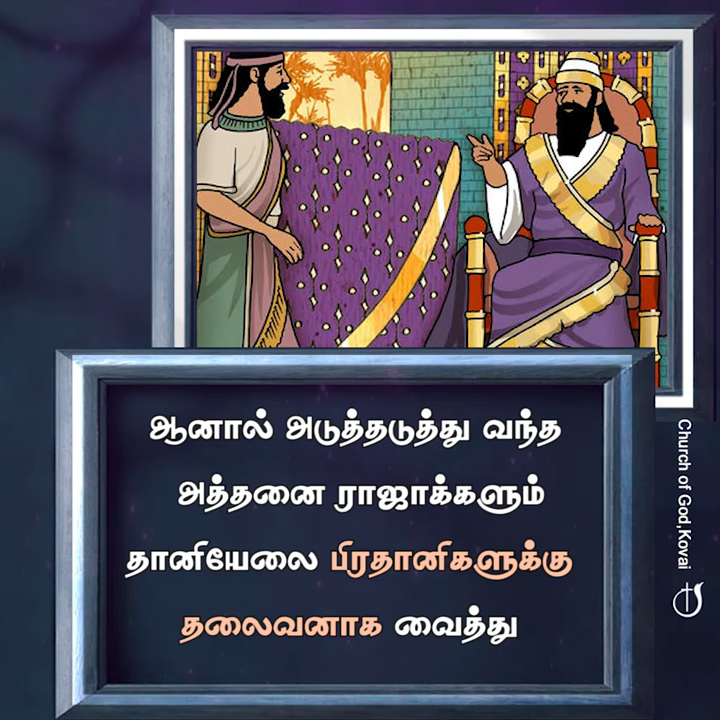 ஆனால் அடுத்தடுத்து வந்த
அத்தனை ராஜாக்களும்
தானியேலை பிரதானிகளுக்கு
தலைவனாக வைத்து
Church of God,Kovai